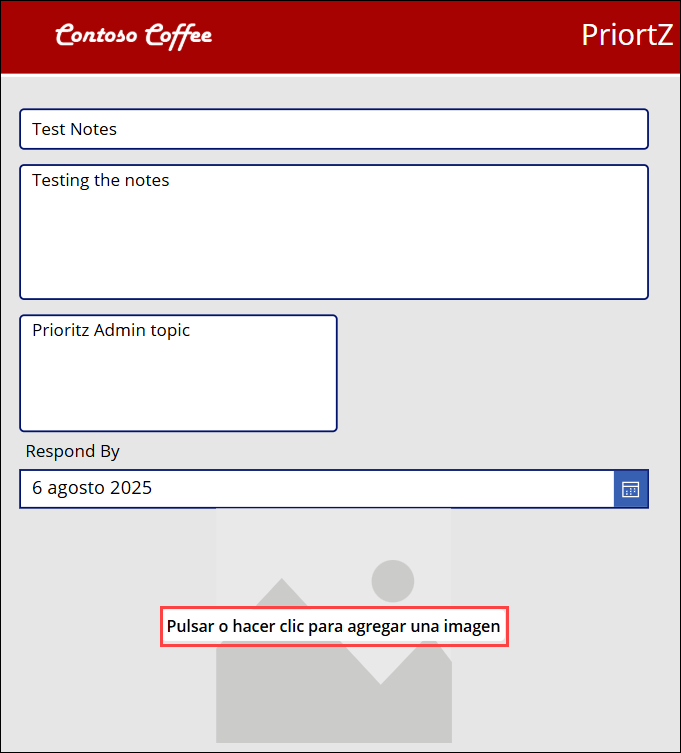 Contoso Coffee
PriortZ
Test Notes
Testing the notes
Prioritz Admin topic
Respond By
6 agosto 2025
Pulsar o hacer clic para agregar una imagen